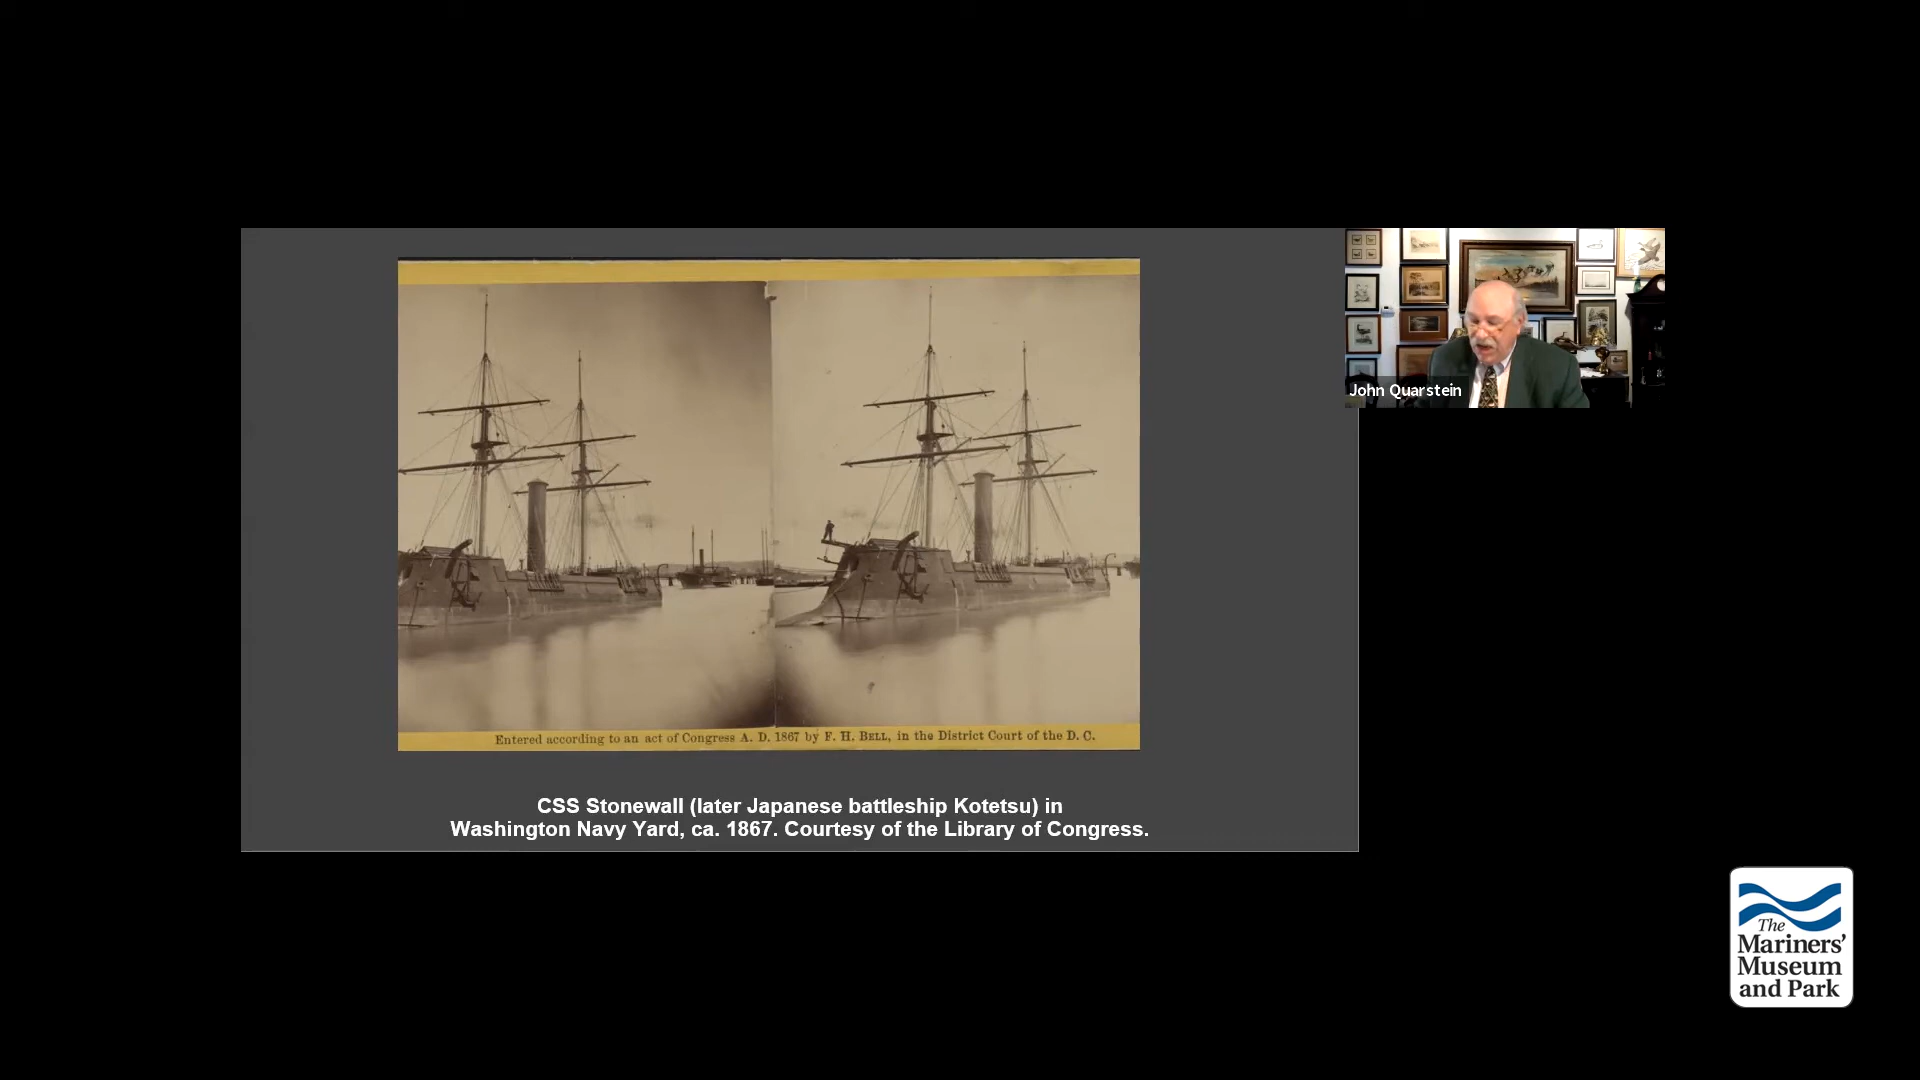 John Quarstein
Entered according to an act of Congress A. D. 1867 by F. H. BELL, in the District Court of the D. C.
CSS Stonewall (later Japanese battleship Kotetsu) in
Washington Navy Yard, ca. 1867. Courtesy of the Library of Congress.
The
Mariners'
Museum
and Park